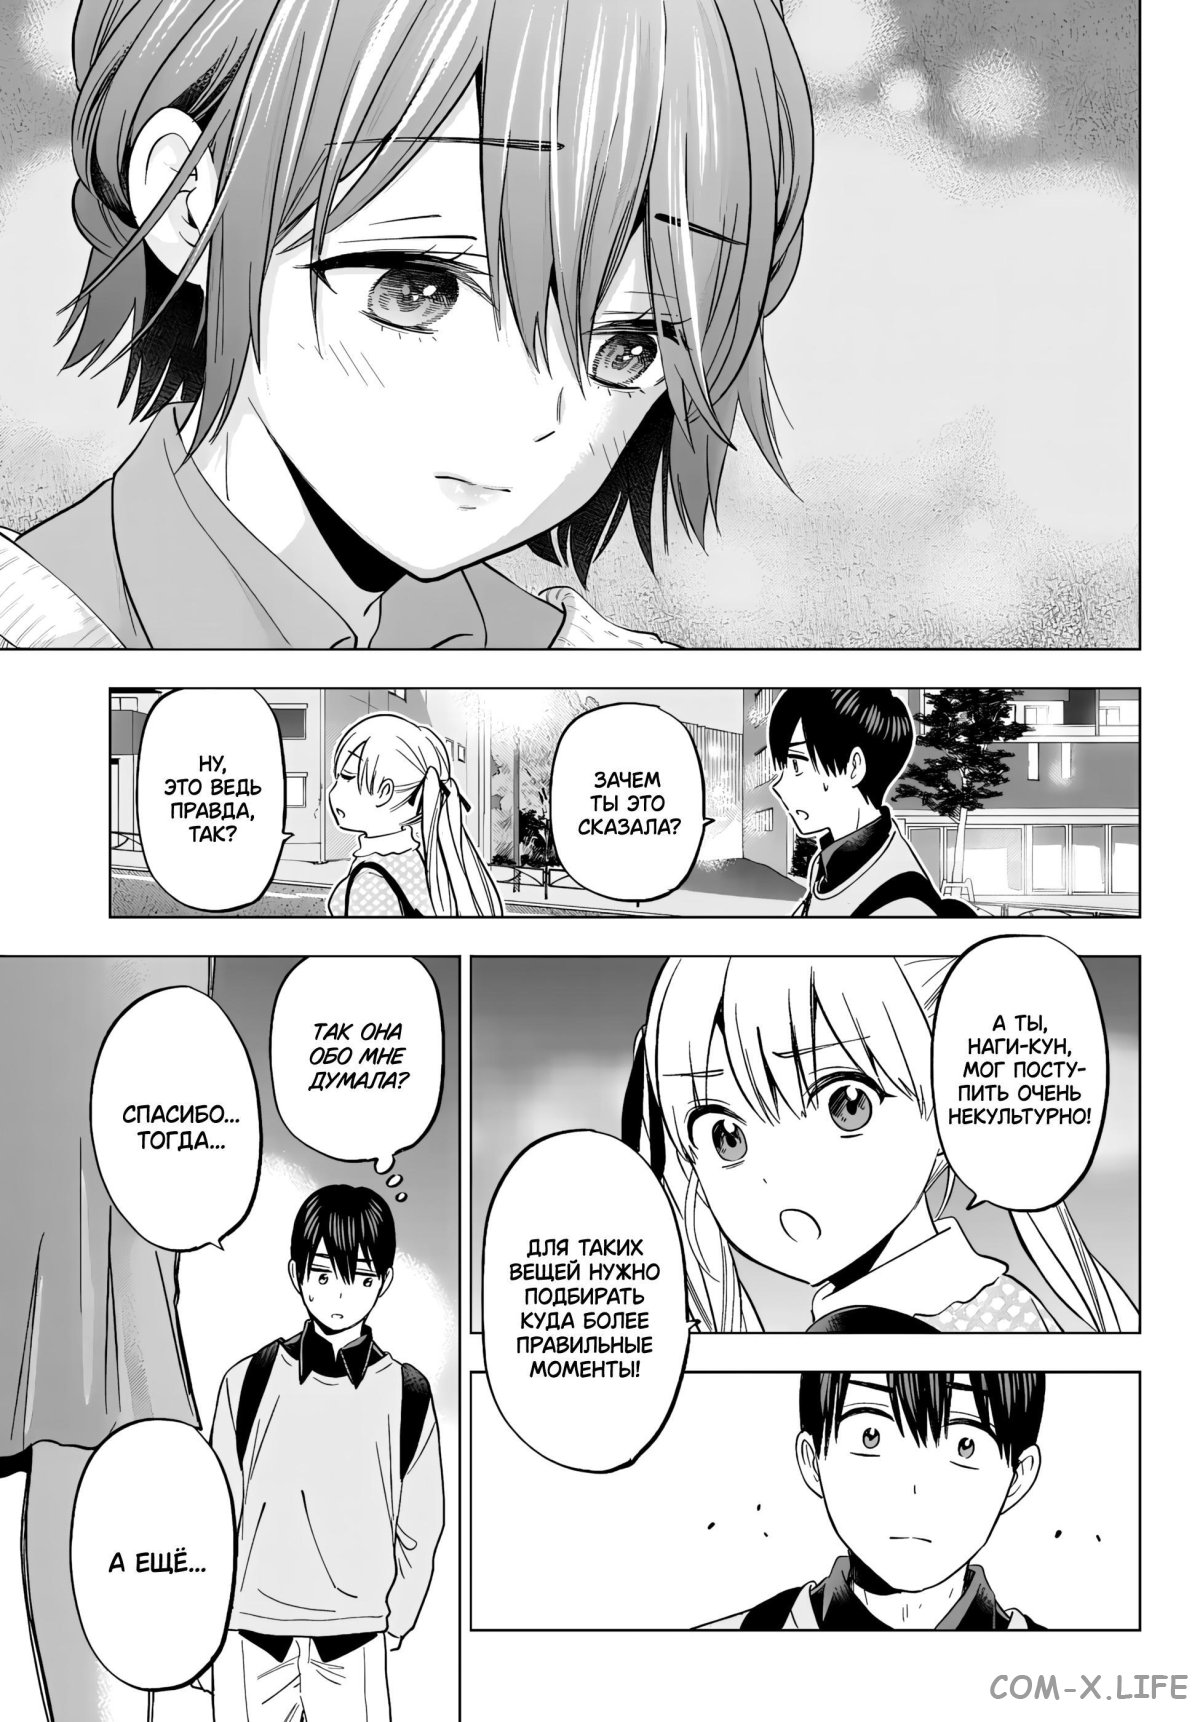 ЗАЧЕМ
ТЫ ЭТО
СКАЗАЛА?
НУ,
ЭТО ВЕДЬ
ПРАВДА,
ТАК?
А ТЫ,
НАГИ-КУН,
МОГ ПОСТУ-
ПИТЬ ОЧЕНЬ
НЕКУЛЬТУРНО!
ДЛЯ ТАКИХ
ВЕЩЕЙ НУЖНО
ПОДБИРАТЬ
КУДА БОЛЕЕ
ПРАВИЛЬНЫЕ
МОМЕНТЫ!
ТАК ОНА
ОБО МНЕ
ДУМАЛА?
СПАСИБО...
ТОГДА...
А ЕЩЁ...
COM-X.LIFE